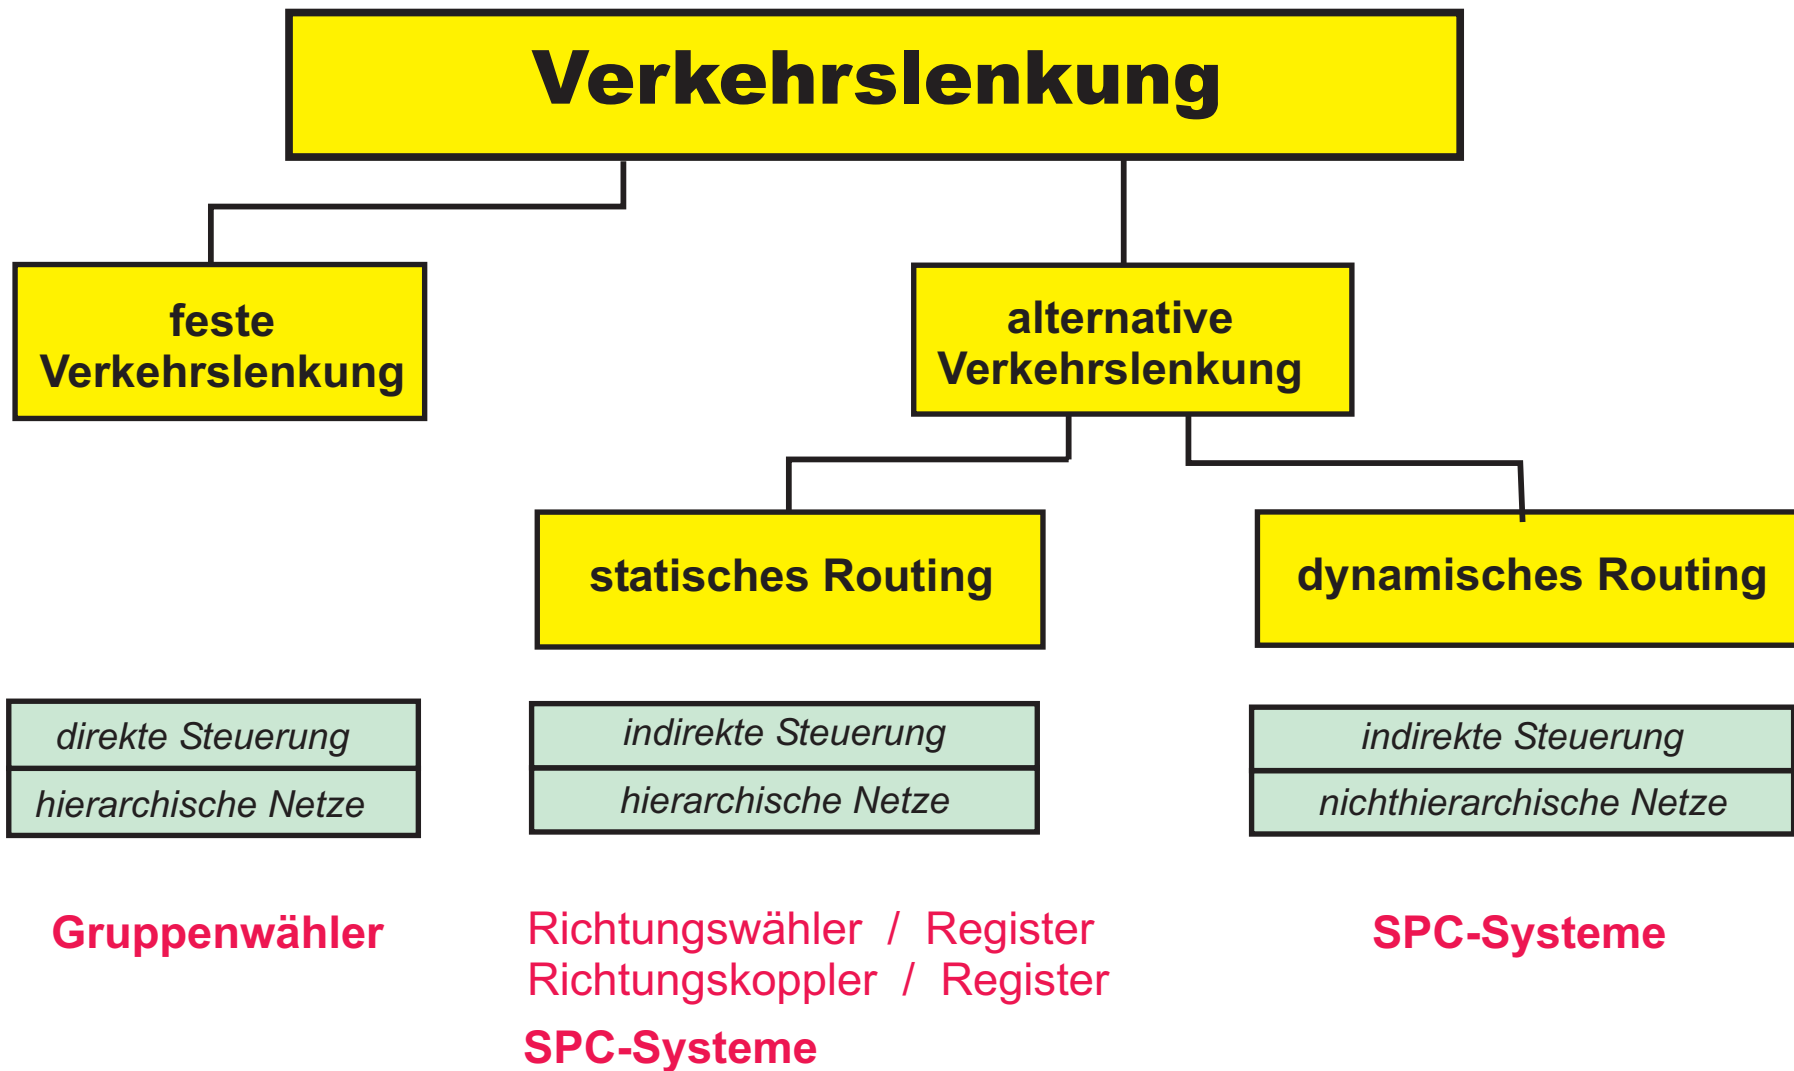 Verkehrslenkung
feste
Verkehrslenkung
alternative
Verkehrslenkung
statisches Routing
dynamisches Routing
direkte Steuerung
hierarchische Netze
indirekte Steuerung
hierarchische Netze
indirekte Steuerung
nichthierarchische Netze
Gruppenwähler
Richtungswähler / Register
Richtungskoppler / Register
SPC-Systeme
SPC-Systeme